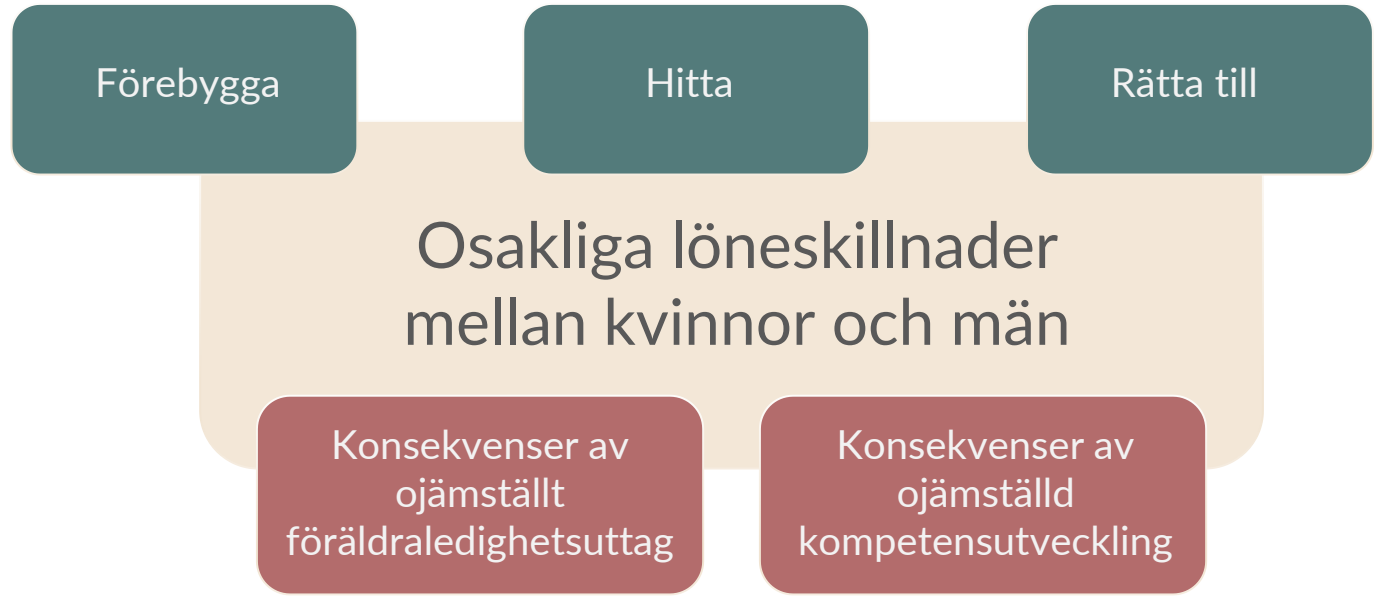 Förebygga
Hitta
Rätta till
Osakliga löneskillnader
mellan kvinnor och män
Konsekvenser av
ojämställt
föräldraledighetsuttag
Konsekvenser av
ojämställd
kompetensutveckling